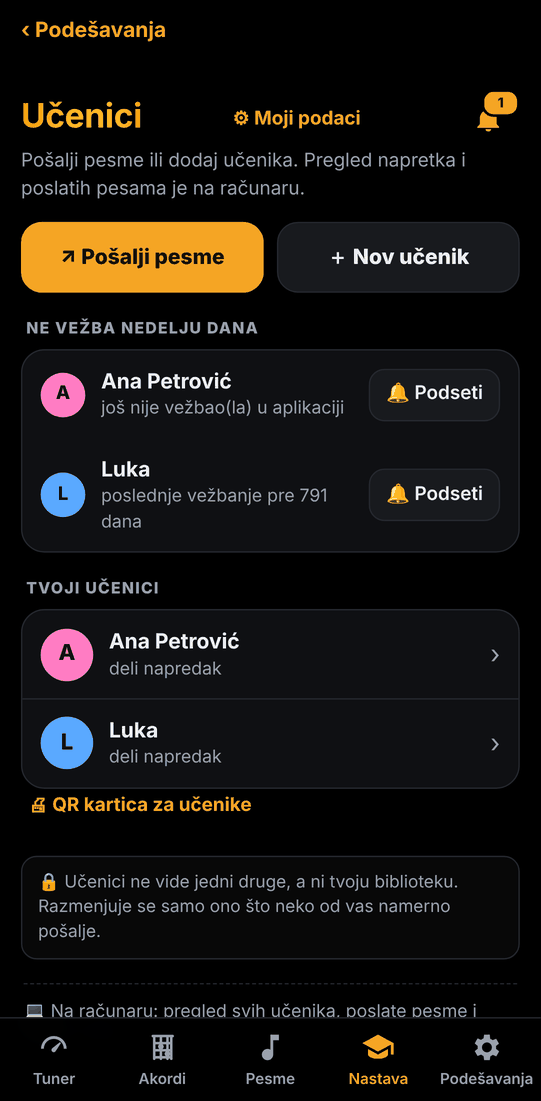 ‹ Podešavanja
Učenici
⚙ Moji podaci
1
Pošalji pesme ili dodaj učenika. Pregled napretka i
poslatih pesama je na računaru.
↗ Pošalji pesme
+ Nov učenik
NE VEŽBA NEDELJU DANA
A
Ana Petrović
još nije vežbao(la) u aplikaciji
🔔 Podseti
L
Luka
poslednje vežbanje pre 791
dana
🔔 Podseti
TVOJI UČENICI
A
Ana Petrović
deli napredak
›
L
Luka
deli napredak
›
🖨 QR kartica za učenike
🔒 Učenici ne vide jedni druge, a ni tvoju biblioteku.
Razmenjuje se samo ono što neko od vas namerno
pošalje.
💻 Na računaru: pregled svih učenika, poslate pesme i
Tuner
Akordi
Pesme
Nastava
Podešavanja